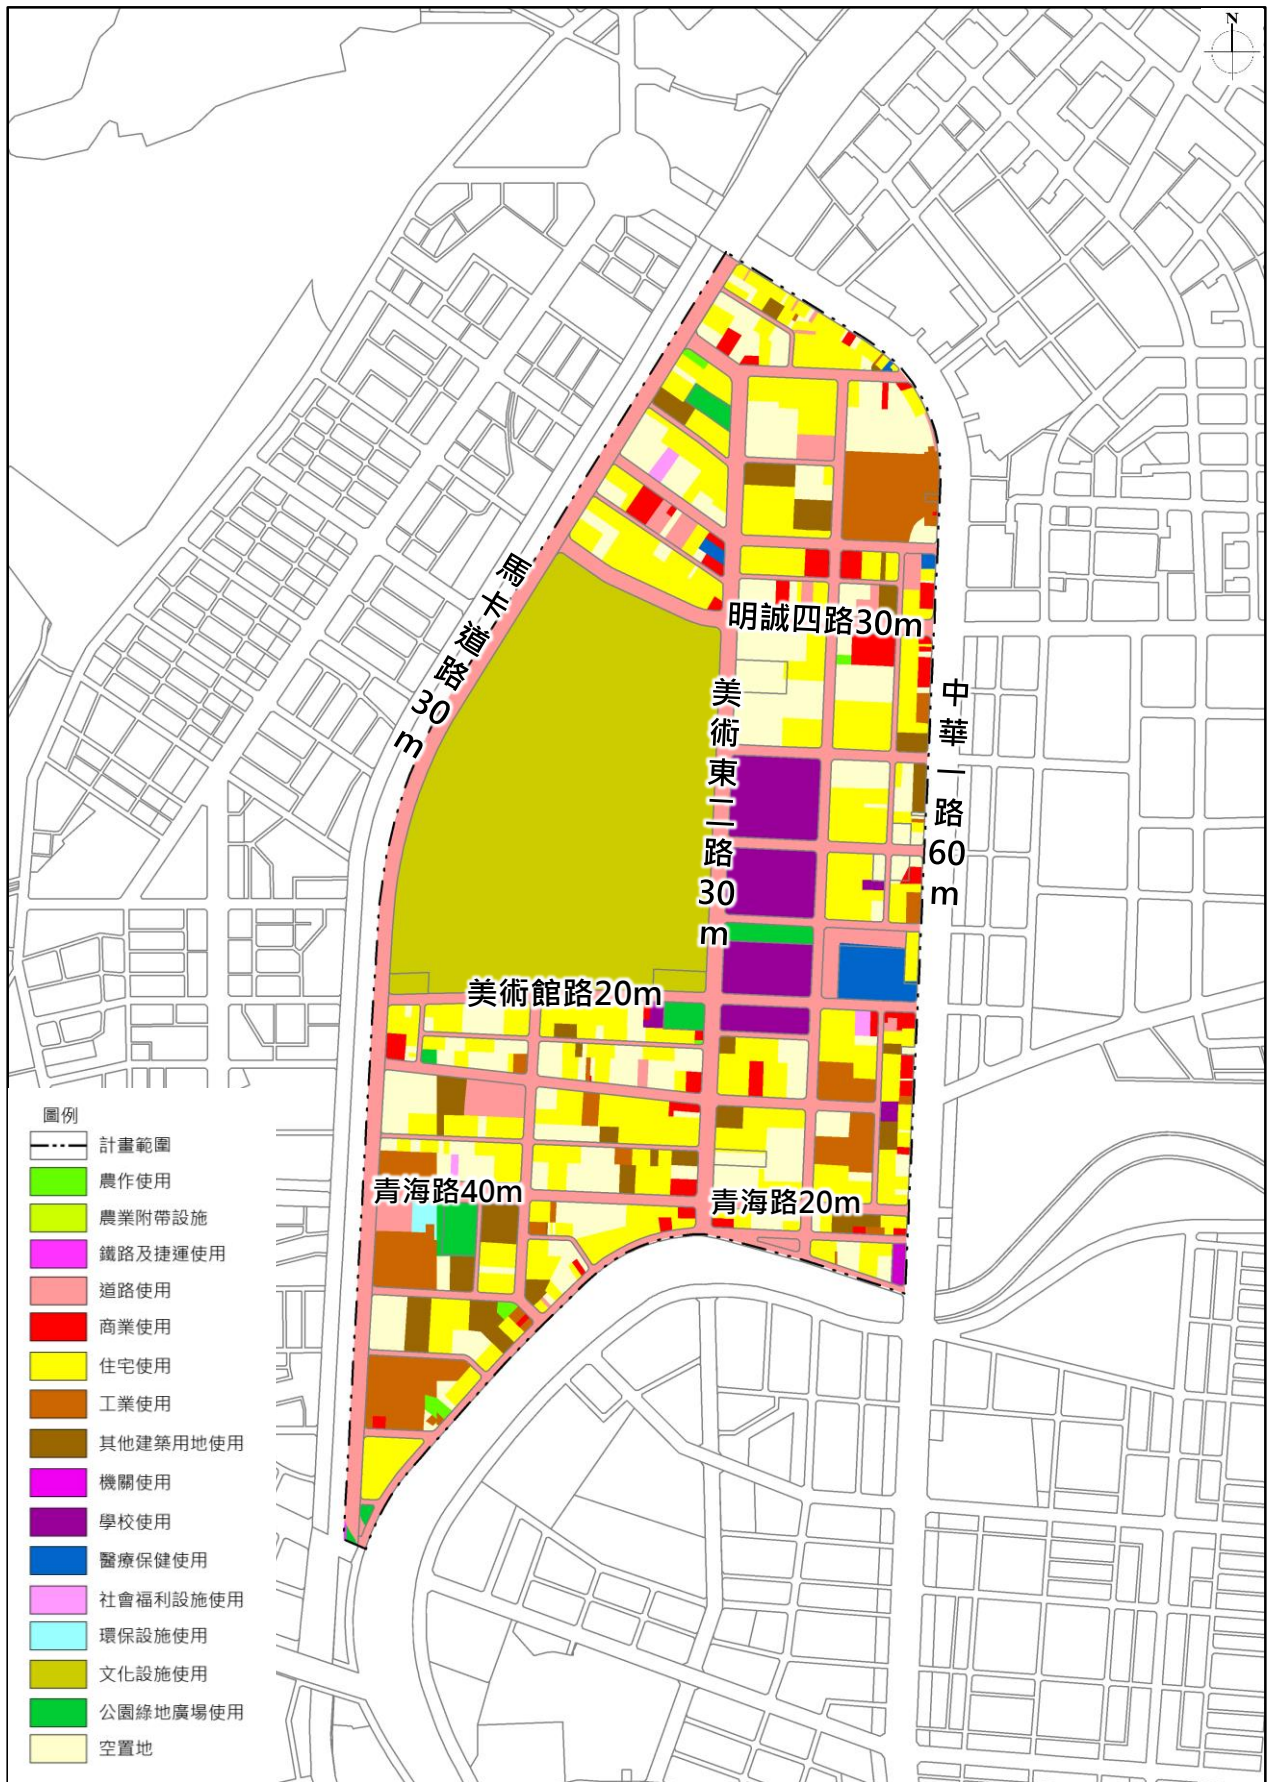 N
馬卡道路30m
明誠四路30m
美術東二路30m
中華一路60m
美術館路20m
青海路40m
青海路20m
圖例
計畫範圍
農作使用
農業附帶設施
鐵路及捷運使用
道路使用
商業使用
住宅使用
工業使用
其他建築用地使用
機關使用
學校使用
醫療保健使用
社會福利設施使用
環保設施使用
文化設施使用
公園綠地廣場使用
空置地